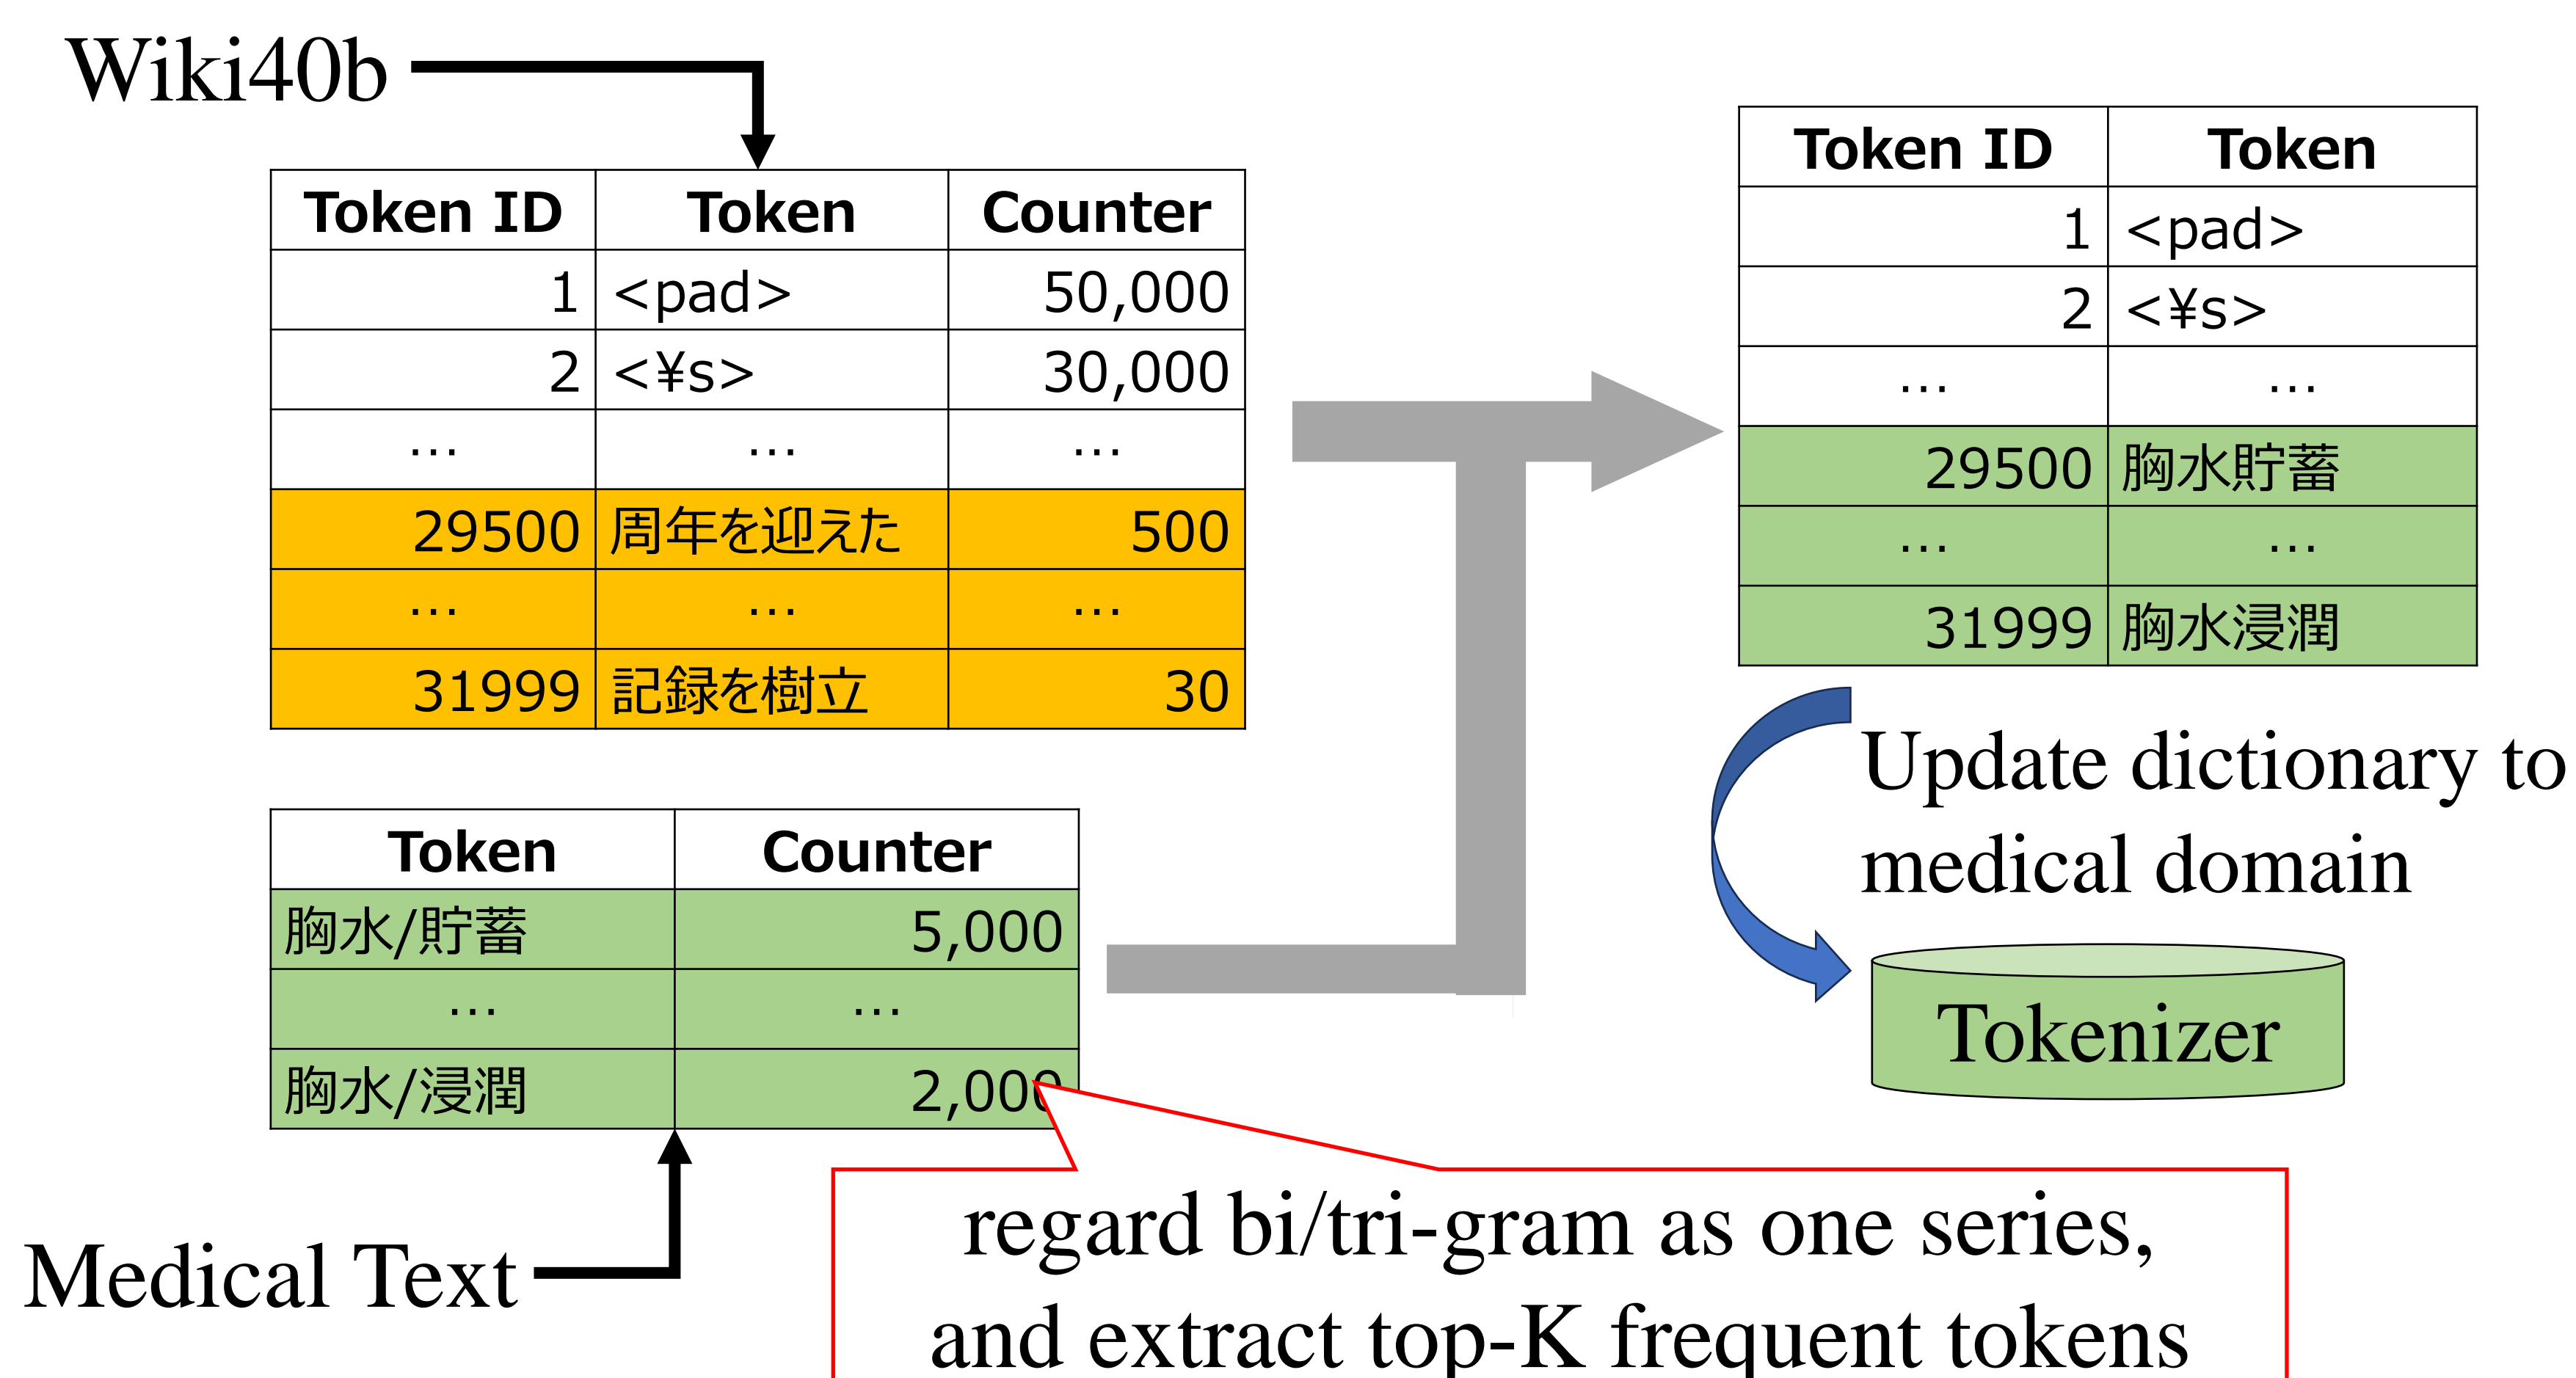 Wiki40b
Token ID Token Counter
1 <pad> 50,000
2 <¥s> 30,000
… … …
29500 周年を迎えた 500
… … …
31999 記録を樹立 30
Token Counter
胸水/貯蓄 5,000
… …
胸水/浸潤 2,000
Medical Text
regard bi/tri-gram as one series,
and extract top-K frequent tokens
Token ID Token
1 <pad>
2 <¥s>
… …
29500 胸水貯蓄
… …
31999 胸水浸潤
Update dictionary to
medical domain
Tokenizer